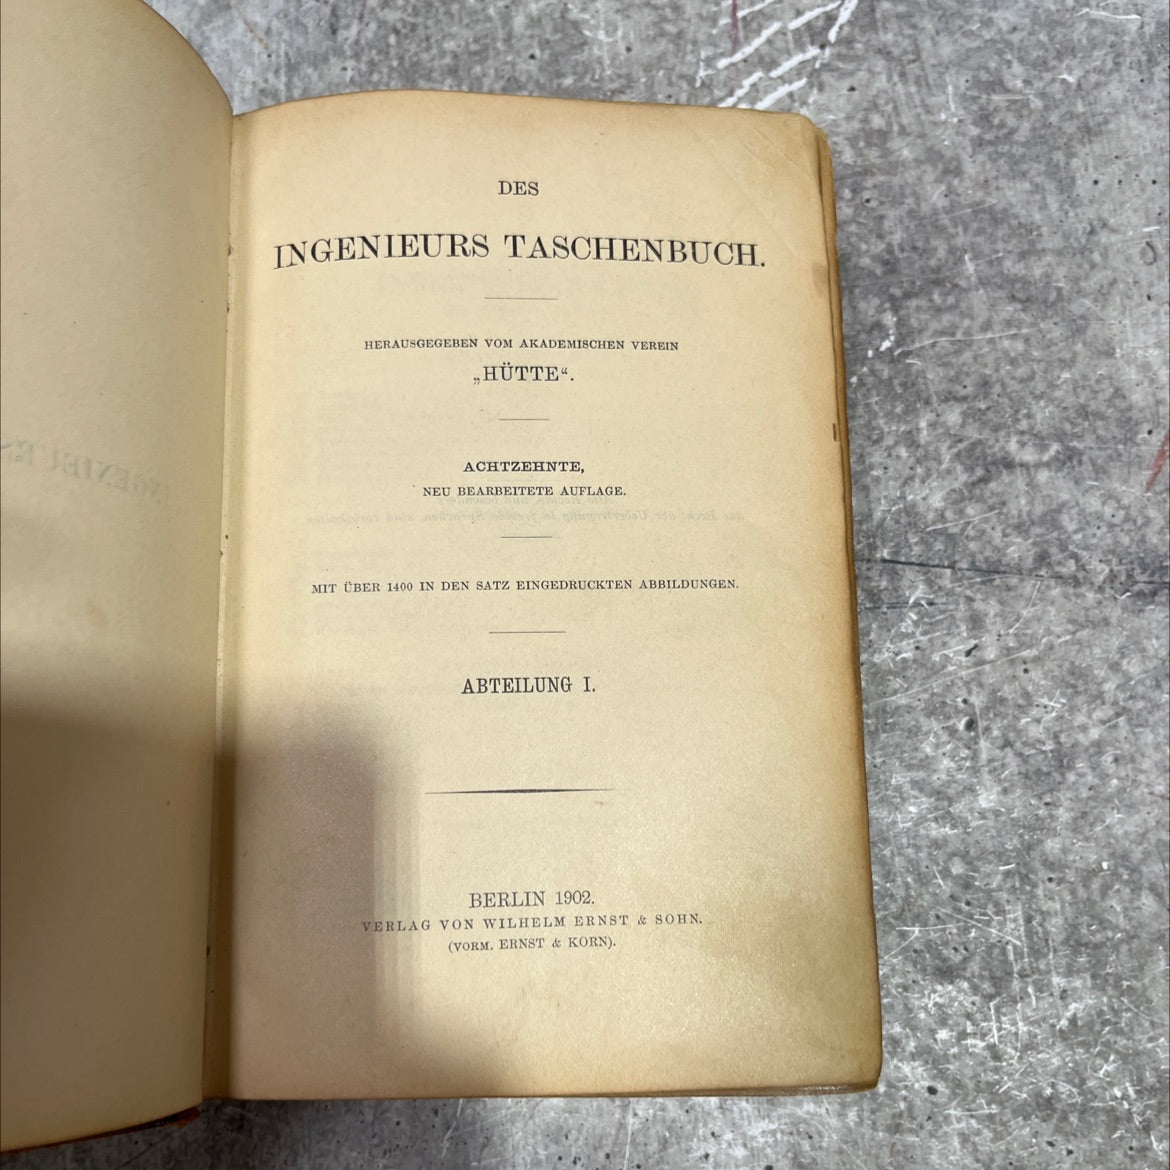 DES
INGENIEURS TASCHENBUCH.
HERAUSGEGEBEN VOM AKADEMISCHEN VEREIN
„HÜTTE“.
ACHTZEHNTE,
NEU BEARBEITETE AUFLAGE.
MIT ÜBER 1400 IN DEN SATZ EINGEDRUCKTEN ABBILDUNGEN.
ABTEILUNG I.
BERLIN 1902.
VERLAG VON WILHELM ERNST & SOHN.
(VORM. ERNST & KORN).